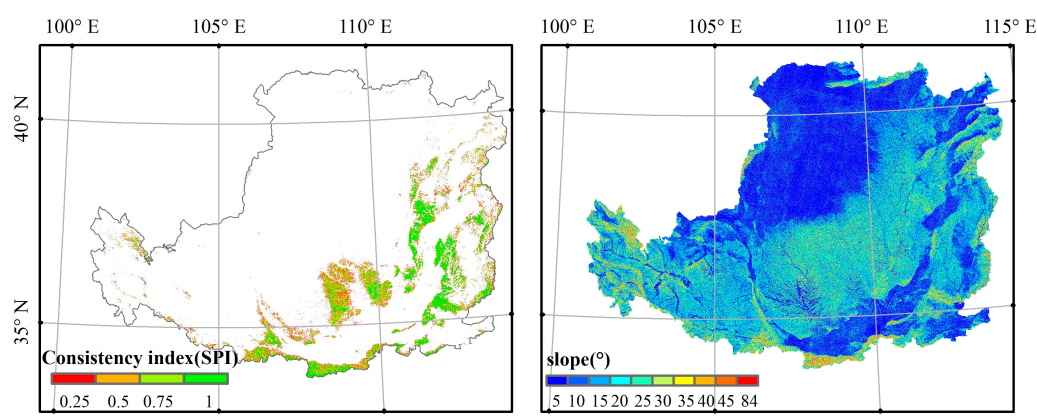 100° E 105° E 110° E 100° E 105° E 110° E 115° E
40° N
35° N
Consistency index(SPI)
0.25 0.5 0.75 1
slope(°)
5 10 15 20 25 30 35 40 45 84